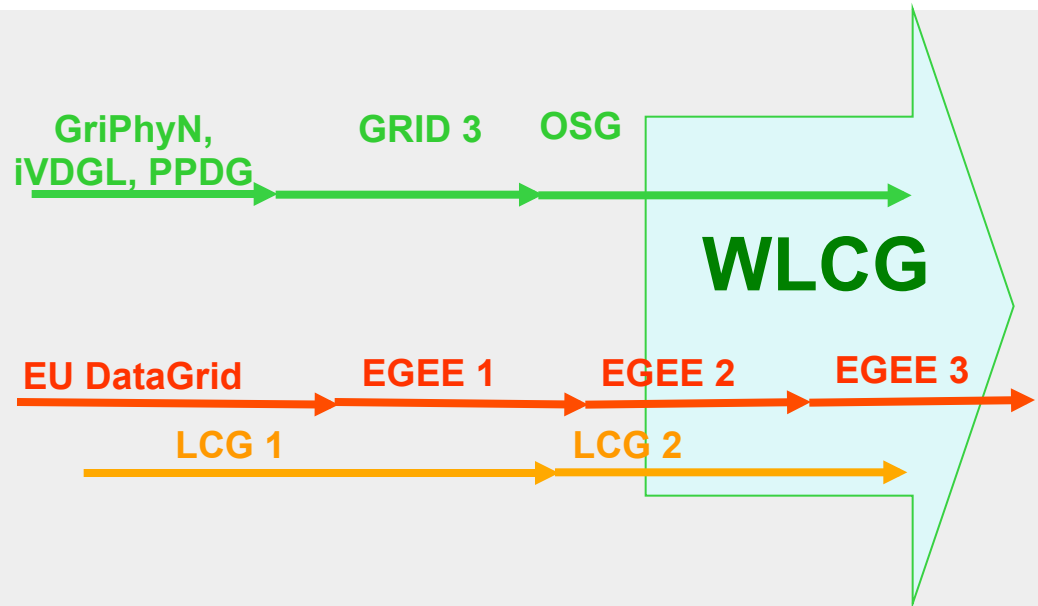 GriPhyN,
iVDGL, PPDG
GRID 3
OSG
WLCG
EU DataGrid
EGEE 1
EGEE 2
EGEE 3
LCG 1
LCG 2